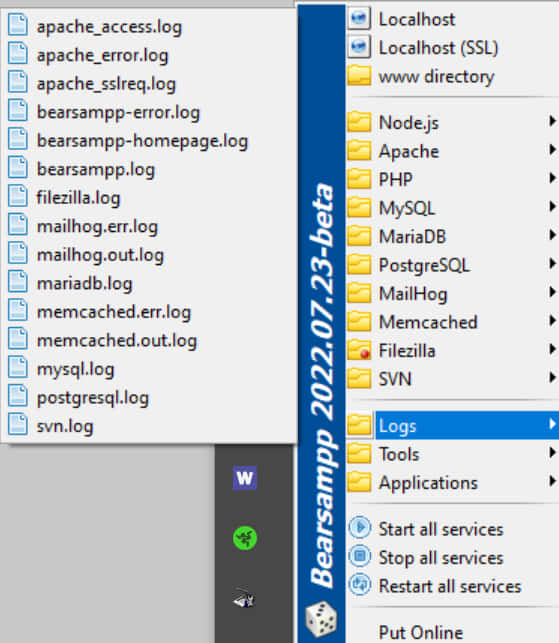 apache_access.log
apache_error.log
apache_sslreq.log
bearsampp-error.log
bearsampp-homepage.log
bearsampp.log
filezilla.log
mailhog.err.log
mailhog.out.log
mariadb.log
memcached.err.log
memcached.out.log
mysql.log
postgresql.log
svn.log
W
Bearsampp 2022.07.23-beta
Localhost
Localhost (SSL)
www directory
Node.js
Apache
PHP
MySQL
MariaDB
PostgreSQL
MailHog
Memcached
Filezilla
SVN
Logs
Tools
Applications
Start all services
Stop all services
Restart all services
Put Online